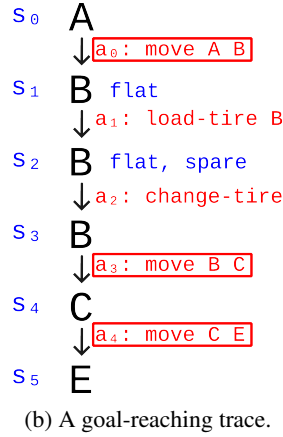 s₀ A
a₀: move A B
s₁ B flat
a₁: load-tire B
s₂ B flat, spare
a₂: change-tire
s₃ B
a₃: move B C
s₄ C
a₄: move C E
s₅ E
(b) A goal-reaching trace.